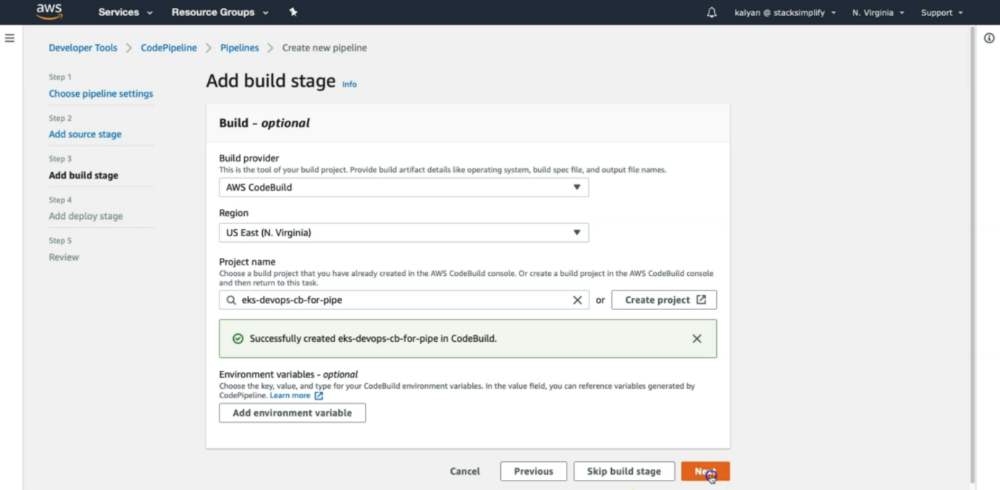 aws
Services
Resource Groups
kalyan @ stacksimplify
N. Virginia
Support
Developer Tools
CodePipeline
Pipelines
Create new pipeline
Step 1
Choose pipeline settings
Step 2
Add source stage
Step 3
Add build stage
Step 4
Add deploy stage
Step 5
Review
Add build stage Info
Build - optional
Build provider
This is the tool of your build project. Provide build artifact details like operating system, build spec file, and output file names.
AWS CodeBuild
Region
US East (N. Virginia)
Project name
Choose a build project that you have already created in the AWS CodeBuild console. Or create a build project in the AWS CodeBuild console
and then return to this task.
eks-devops-cb-for-pipe
or
Create project
Successfully created eks-devops-cb-for-pipe in CodeBuild.
Environment variables - optional
Choose the key, value, and type for your CodeBuild environment variables. In the value field, you can reference variables generated by
CodePipeline. Learn more
Add environment variable
Cancel
Previous
Skip build stage
Next